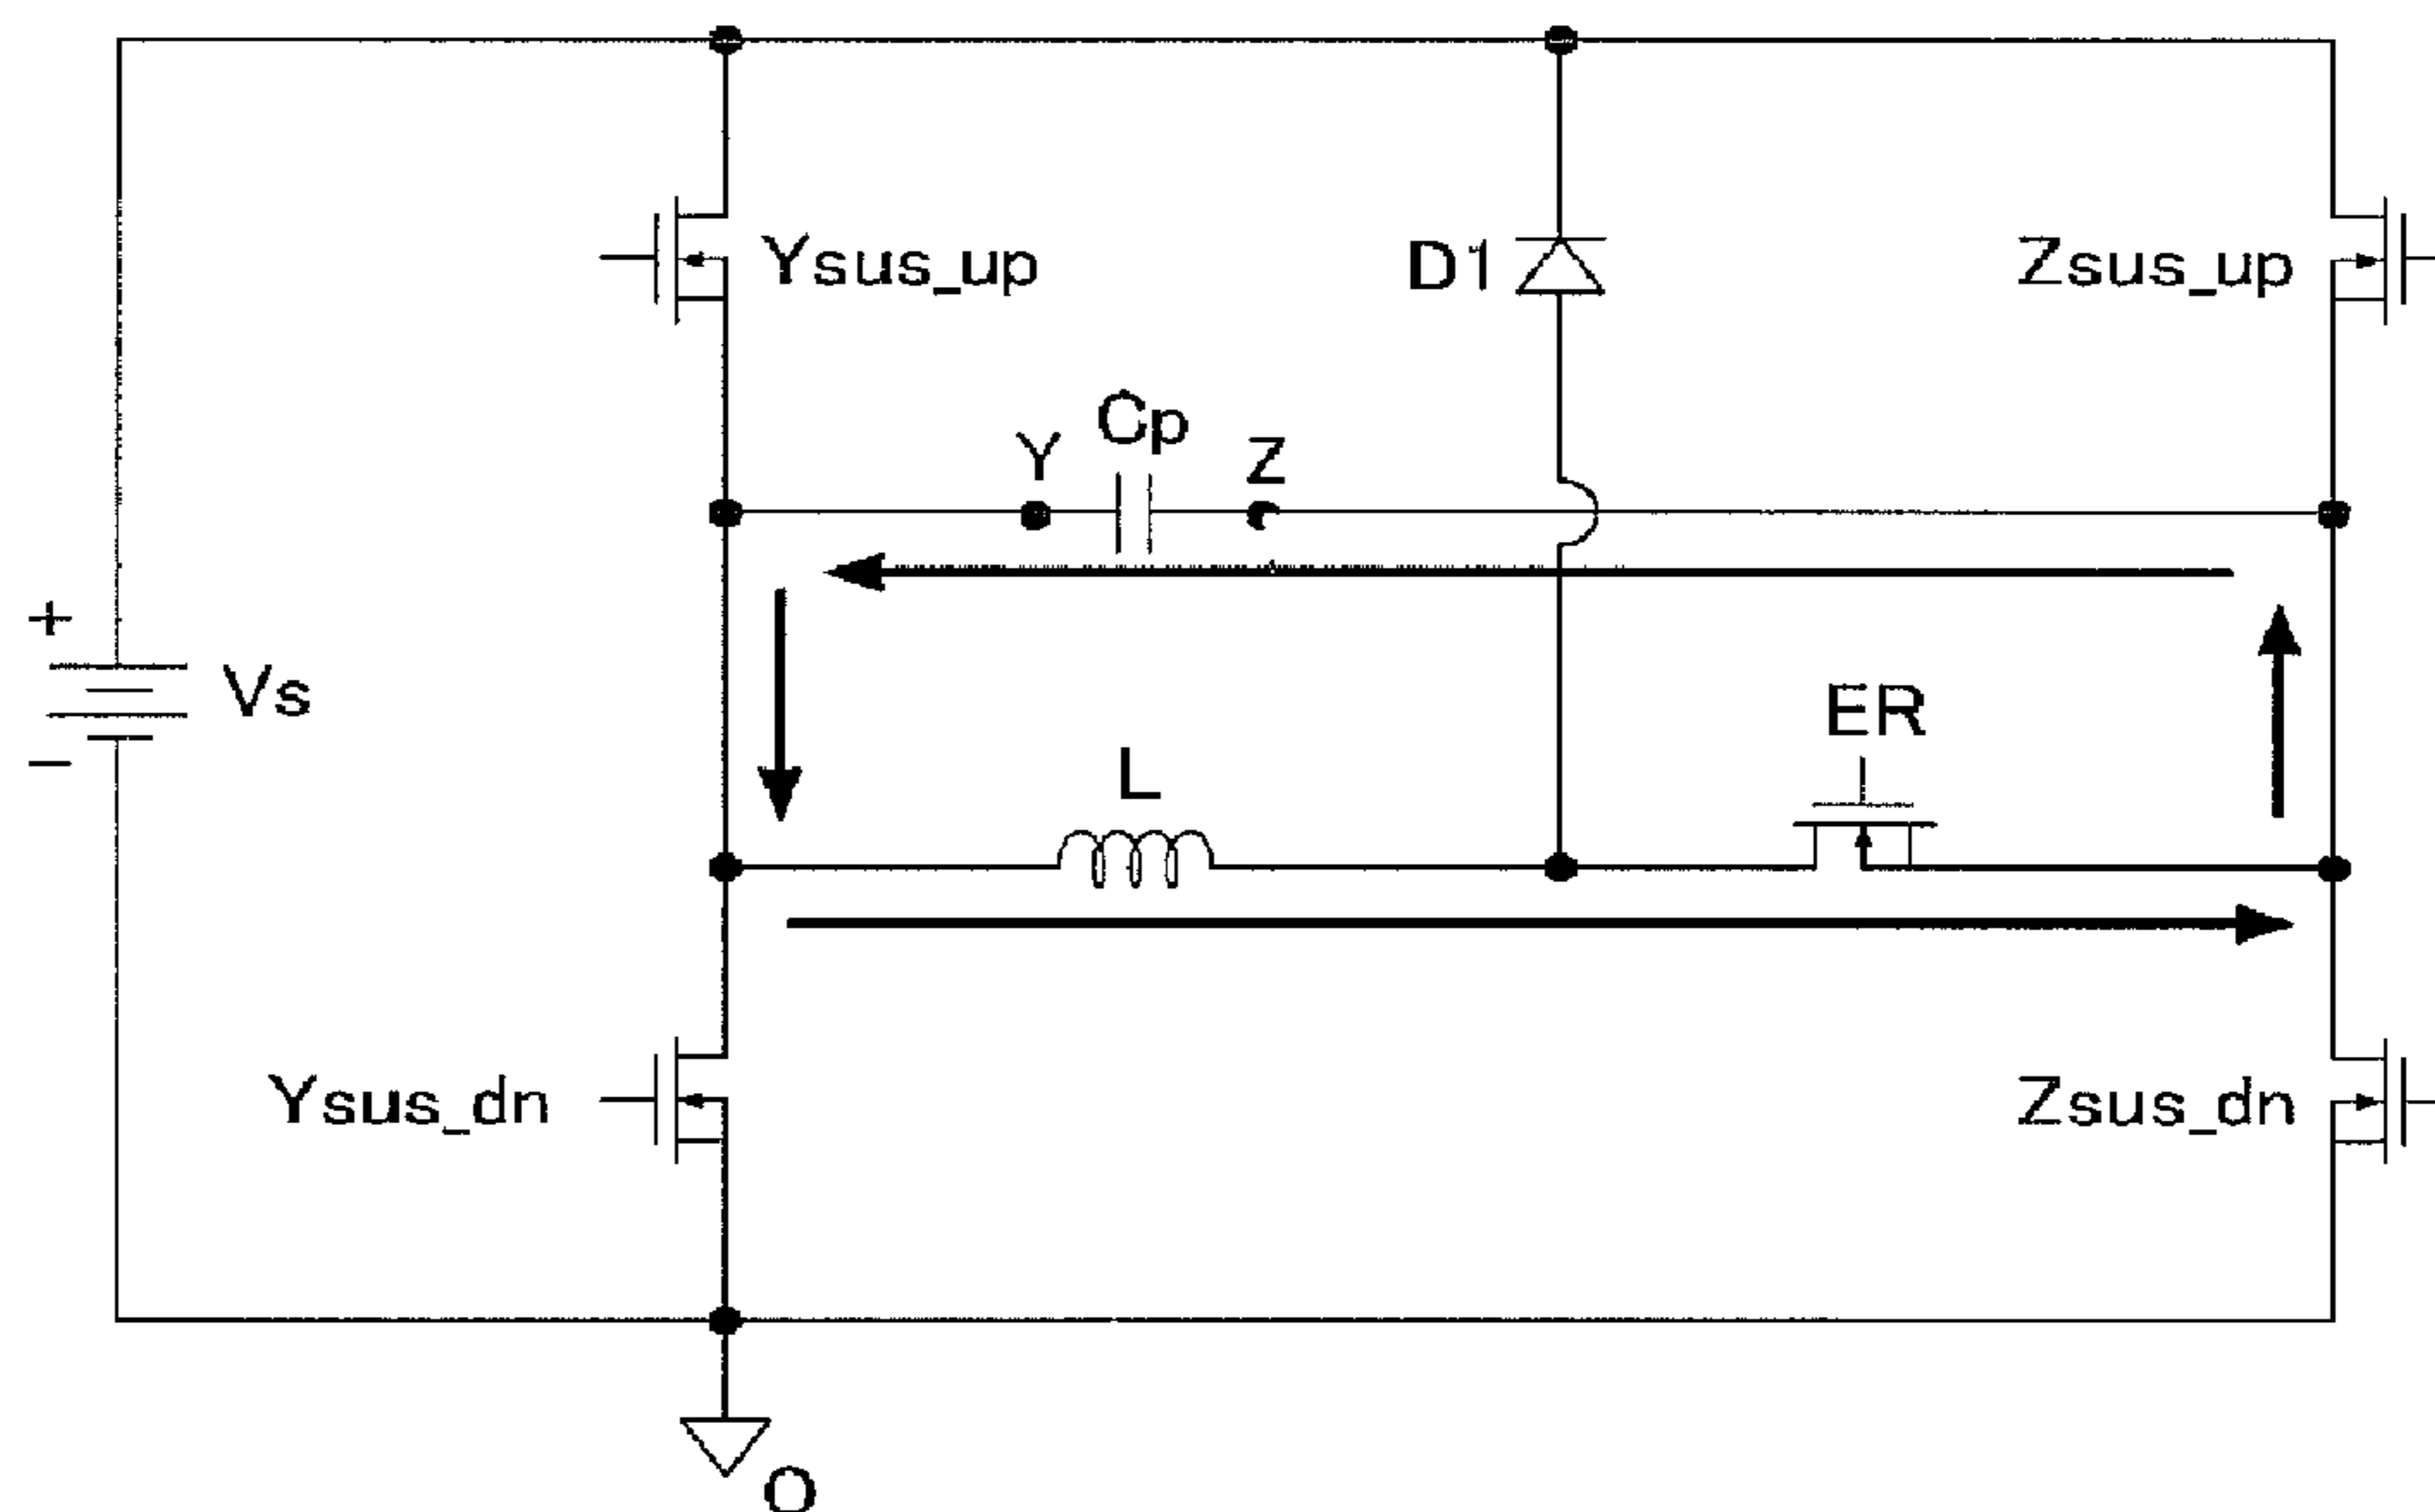 Ysus_up
D1
Zsus_up
Cp
Y
Z
+
Vs
−
ER
L
Ysus_dn
Zsus_dn
O